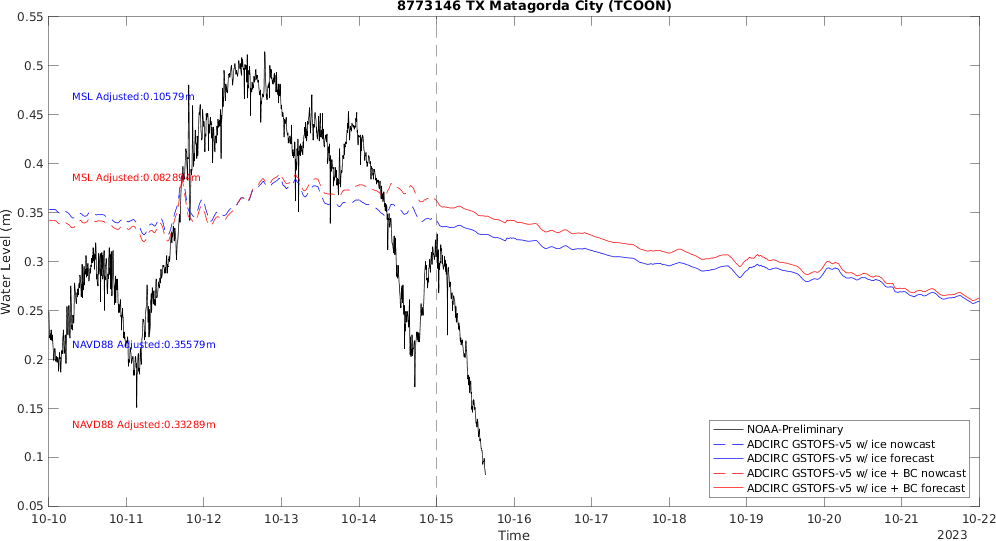 8773146 TX Matagorda City (TCOON)
0.55
0.5
0.45
0.4
0.35
0.3
0.25
0.2
0.15
0.1
0.05
Water Level (m)
MSL Adjusted:0.10579m
MSL Adjusted:0.08289m
NAVD88 Adjusted:0.35579m
NAVD88 Adjusted:0.33289m
NOAA-Preliminary
ADCIRC GSTOFS-v5 w/ ice nowcast
ADCIRC GSTOFS-v5 w/ ice forecast
ADCIRC GSTOFS-v5 w/ ice + BC nowcast
ADCIRC GSTOFS-v5 w/ ice + BC forecast
10-10 10-11 10-12 10-13 10-14 10-15 10-16 10-17 10-18 10-19 10-20 10-21 10-22
Time
2023